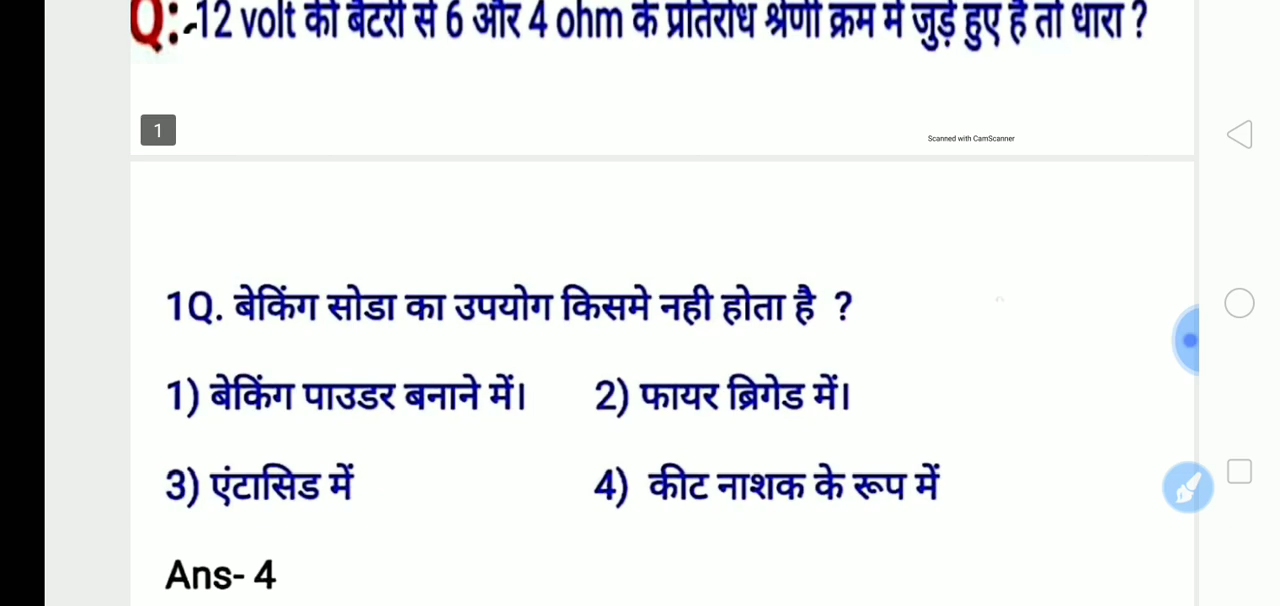 Q:-12 volt की बैटरी से 6 और 4 ohm के प्रतिरोध श्रेणी क्रम में जुड़े हुए है तो धारा ?
1
Scanned with CamScanner
1Q. बेकिंग सोडा का उपयोग किसमे नही होता है ?
1) बेकिंग पाउडर बनाने में। 2) फायर ब्रिगेड में।
3) एंटासिड में 4) कीट नाशक के रूप में
Ans- 4